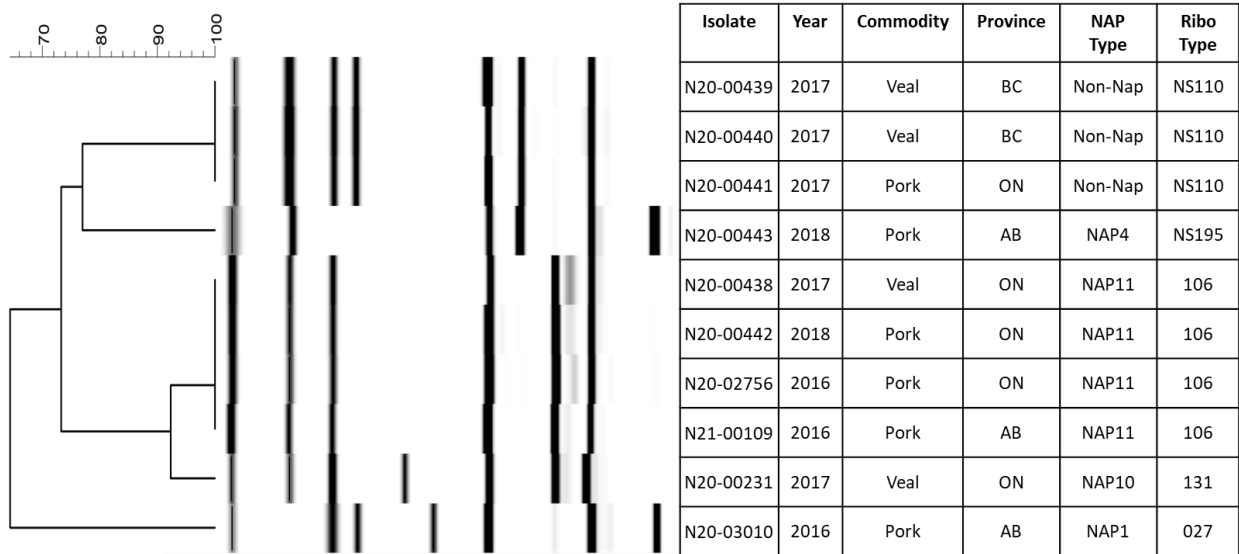 70 80 90 100
Isolate Year Commodity Province NAP Type Ribo Type
N20-00439 2017 Veal BC Non-Nap NS110
N20-00440 2017 Veal BC Non-Nap NS110
N20-00441 2017 Pork ON Non-Nap NS110
N20-00443 2018 Pork AB NAP4 NS195
N20-00438 2017 Veal ON NAP11 106
N20-00442 2018 Pork ON NAP11 106
N20-02756 2016 Pork ON NAP11 106
N21-00109 2016 Pork AB NAP11 106
N20-00231 2017 Veal ON NAP10 131
N20-03010 2016 Pork AB NAP1 027